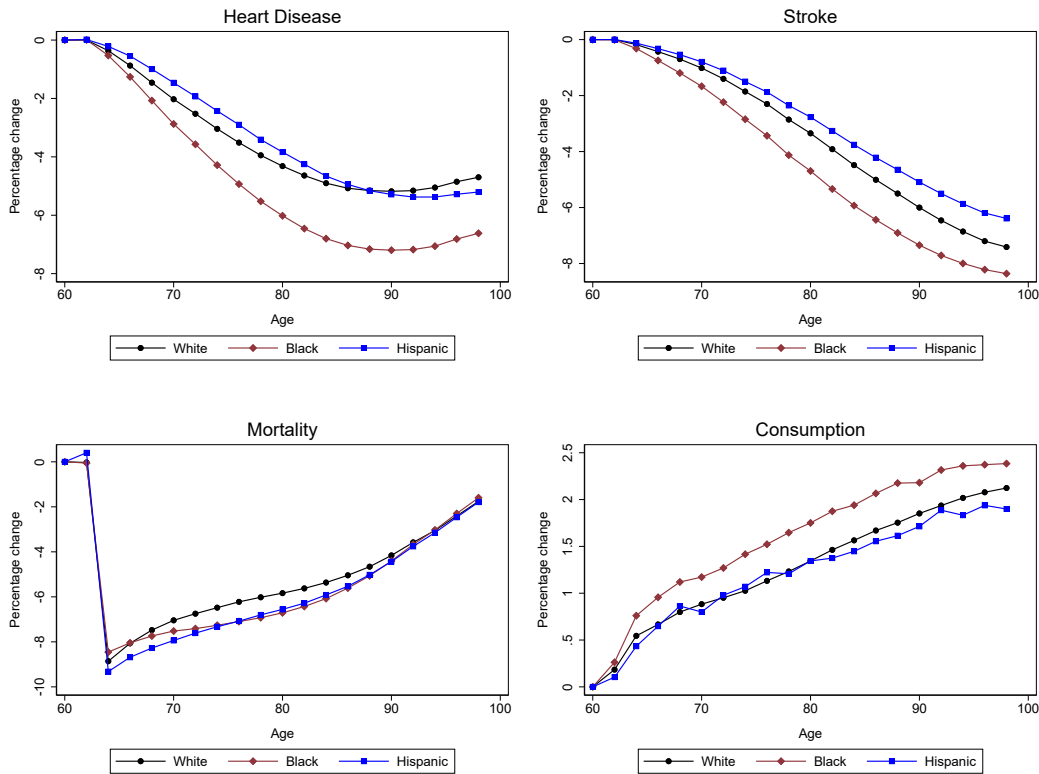 Heart Disease
Percentage change
0
-2
-4
-6
-8
60 70 80 90 100
Age
White Black Hispanic
Stroke
Percentage change
0
-2
-4
-6
-8
60 70 80 90 100
Age
White Black Hispanic
Mortality
Percentage change
0
-2
-4
-6
-8
-10
60 70 80 90 100
Age
White Black Hispanic
Consumption
Percentage change
2.5
2
1.5
1
.5
0
60 70 80 90 100
Age
White Black Hispanic